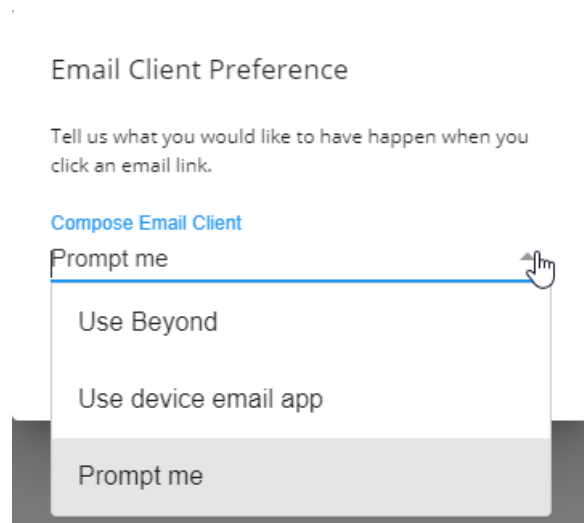 Email Client Preference
Tell us what you would like to have happen when you
click an email link.
Compose Email Client
Prompt me
Use Beyond
Use device email app
Prompt me